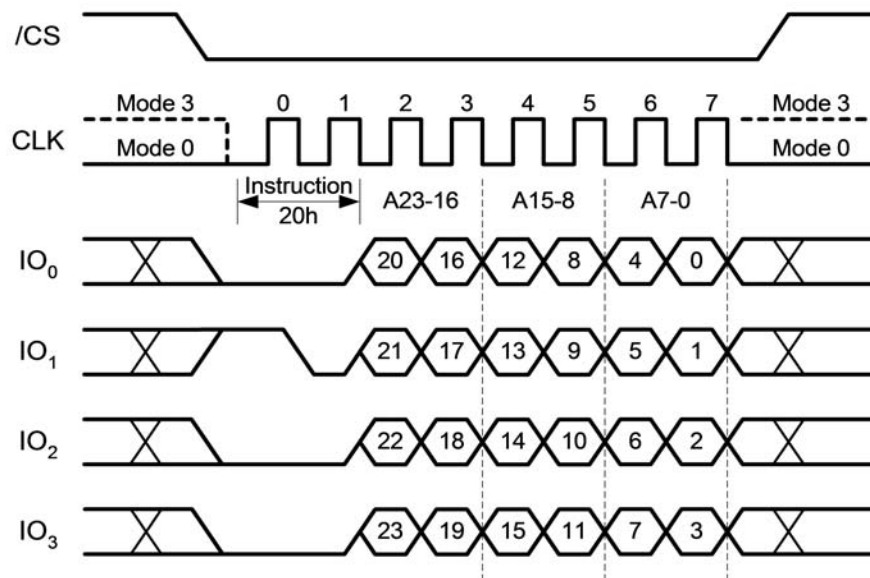 /CS
Mode 3 0 1 2 3 4 5 6 7 Mode 3
CLK
Mode 0 Mode 0
Instruction A23-16 A15-8 A7-0
20h
IO0 20 16 12 8 4 0
IO1 21 17 13 9 5 1
IO2 22 18 14 10 6 2
IO3 23 19 15 11 7 3